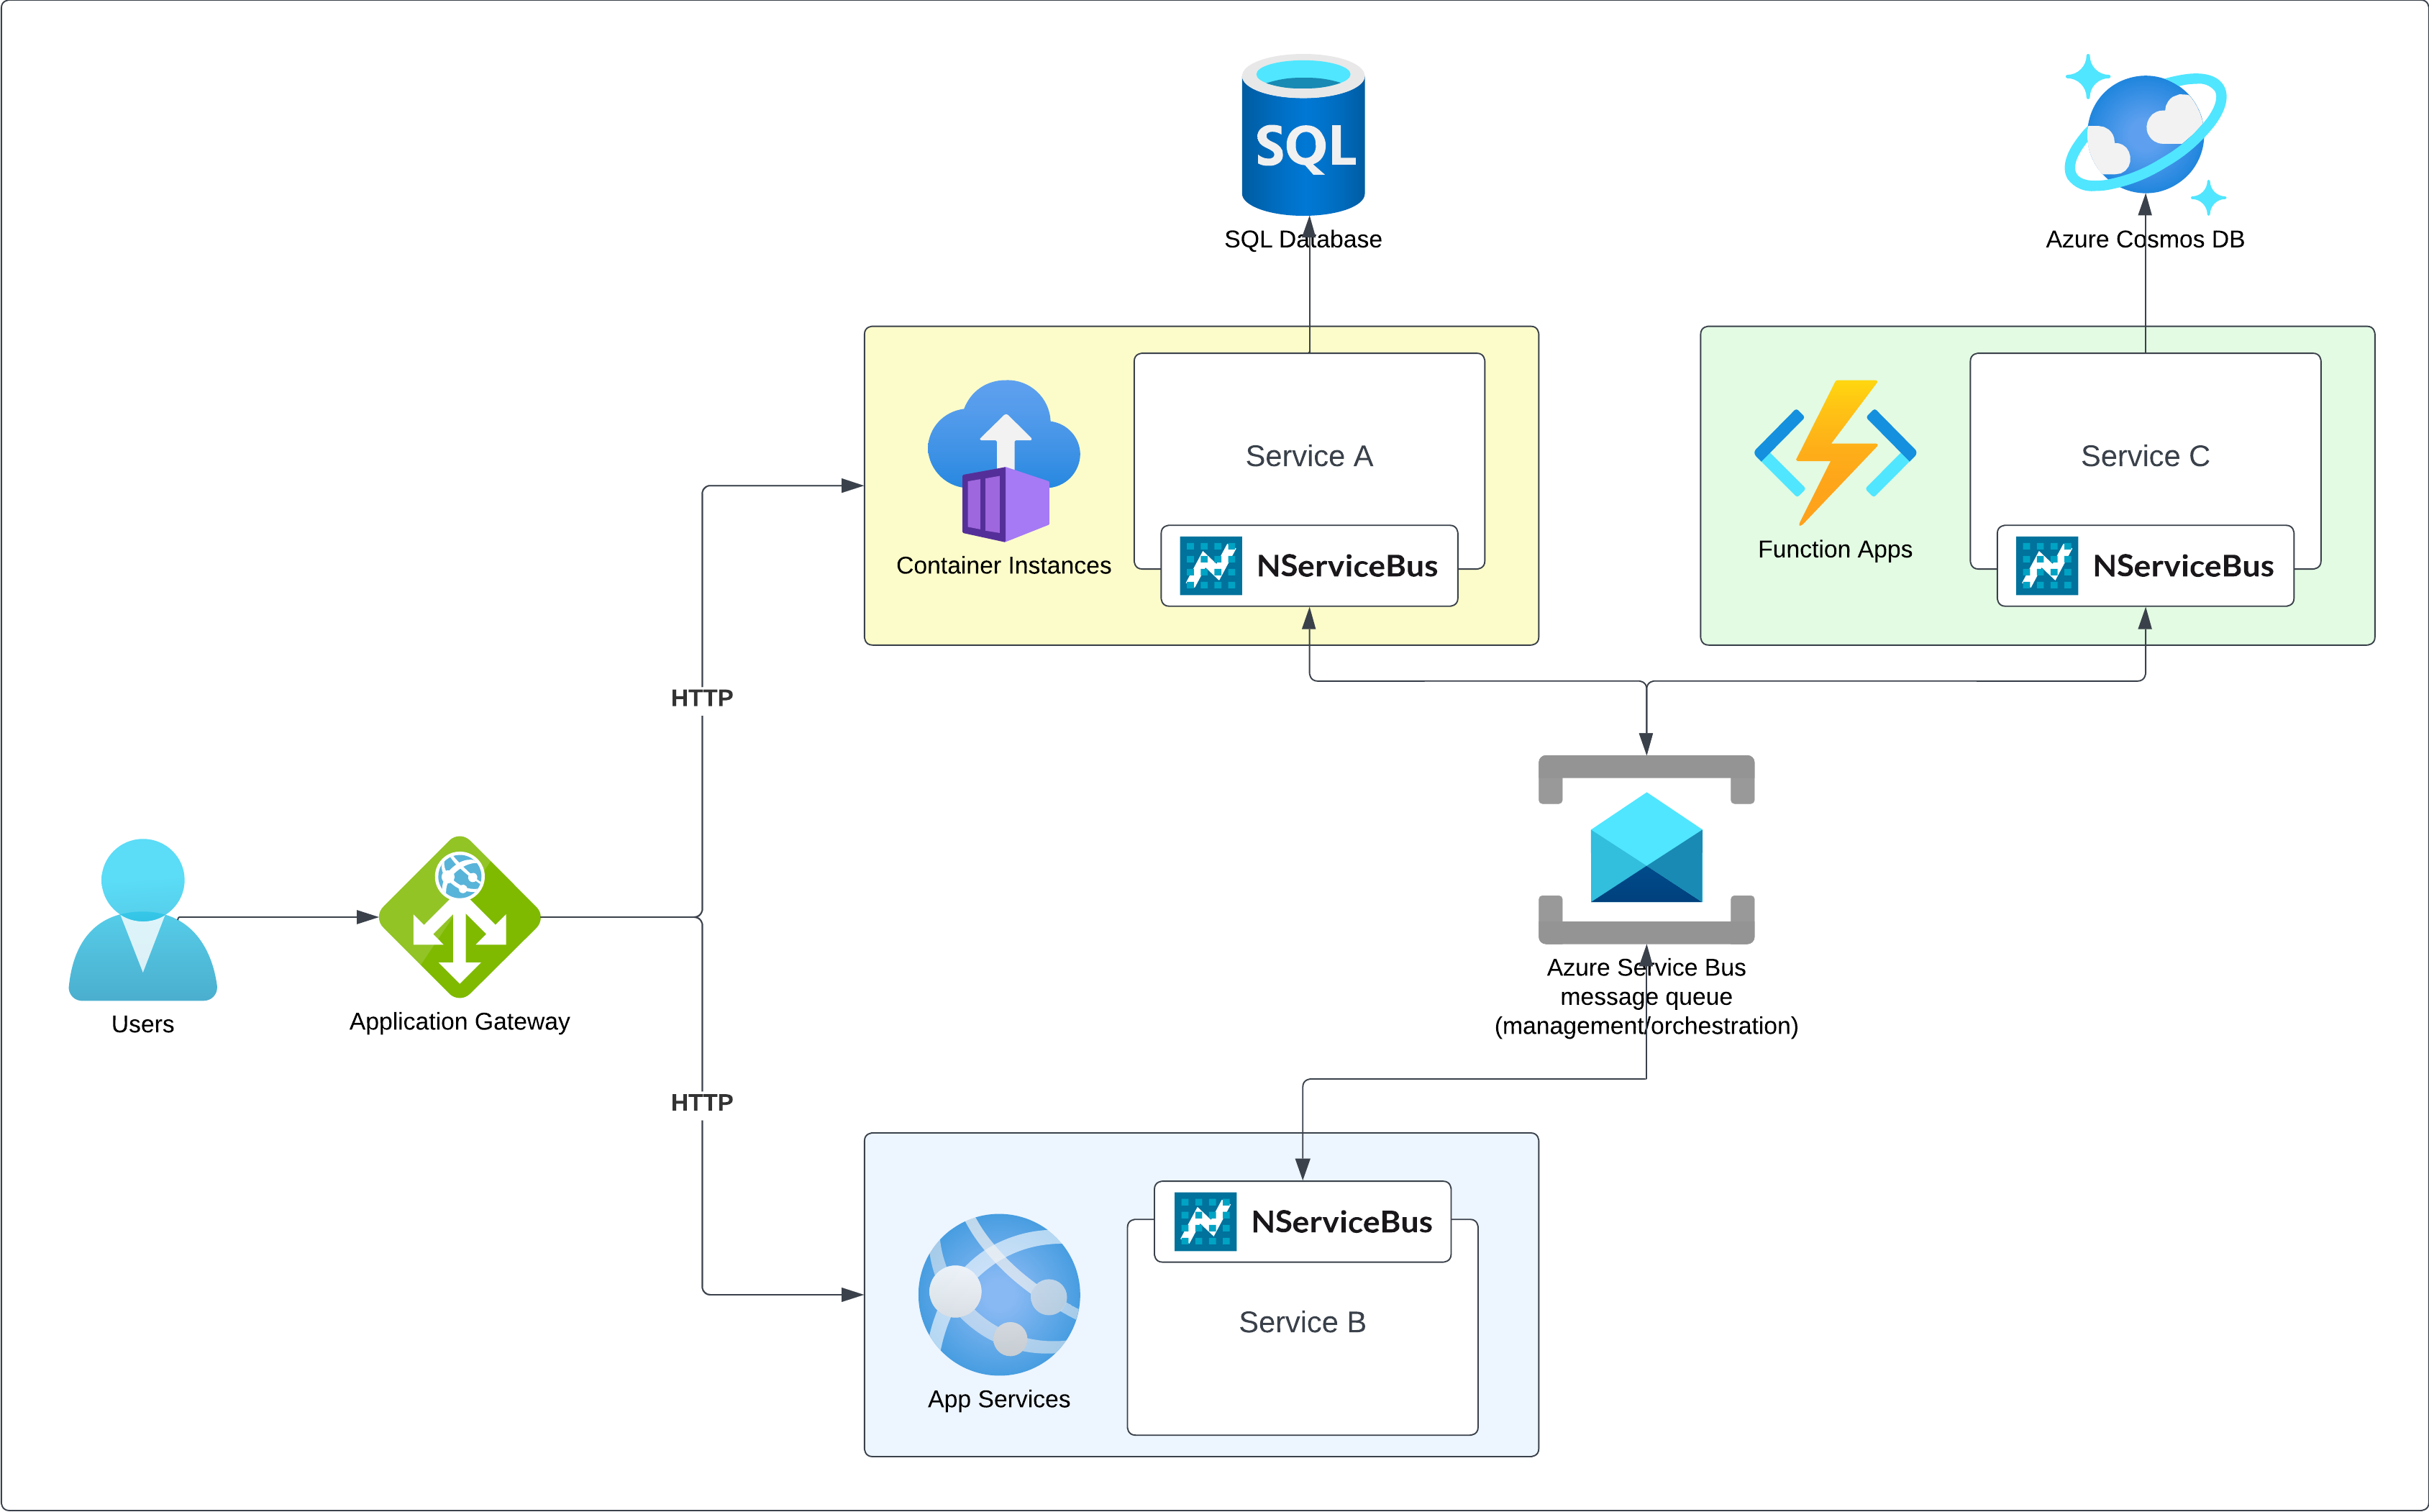 SQL
SQL Database
Azure Cosmos DB
Service A
Container Instances
NServiceBus
Service C
Function Apps
NServiceBus
HTTP
Users
Application Gateway
Azure Service Bus
message queue
(management/orchestration)
HTTP
NServiceBus
Service B
App Services